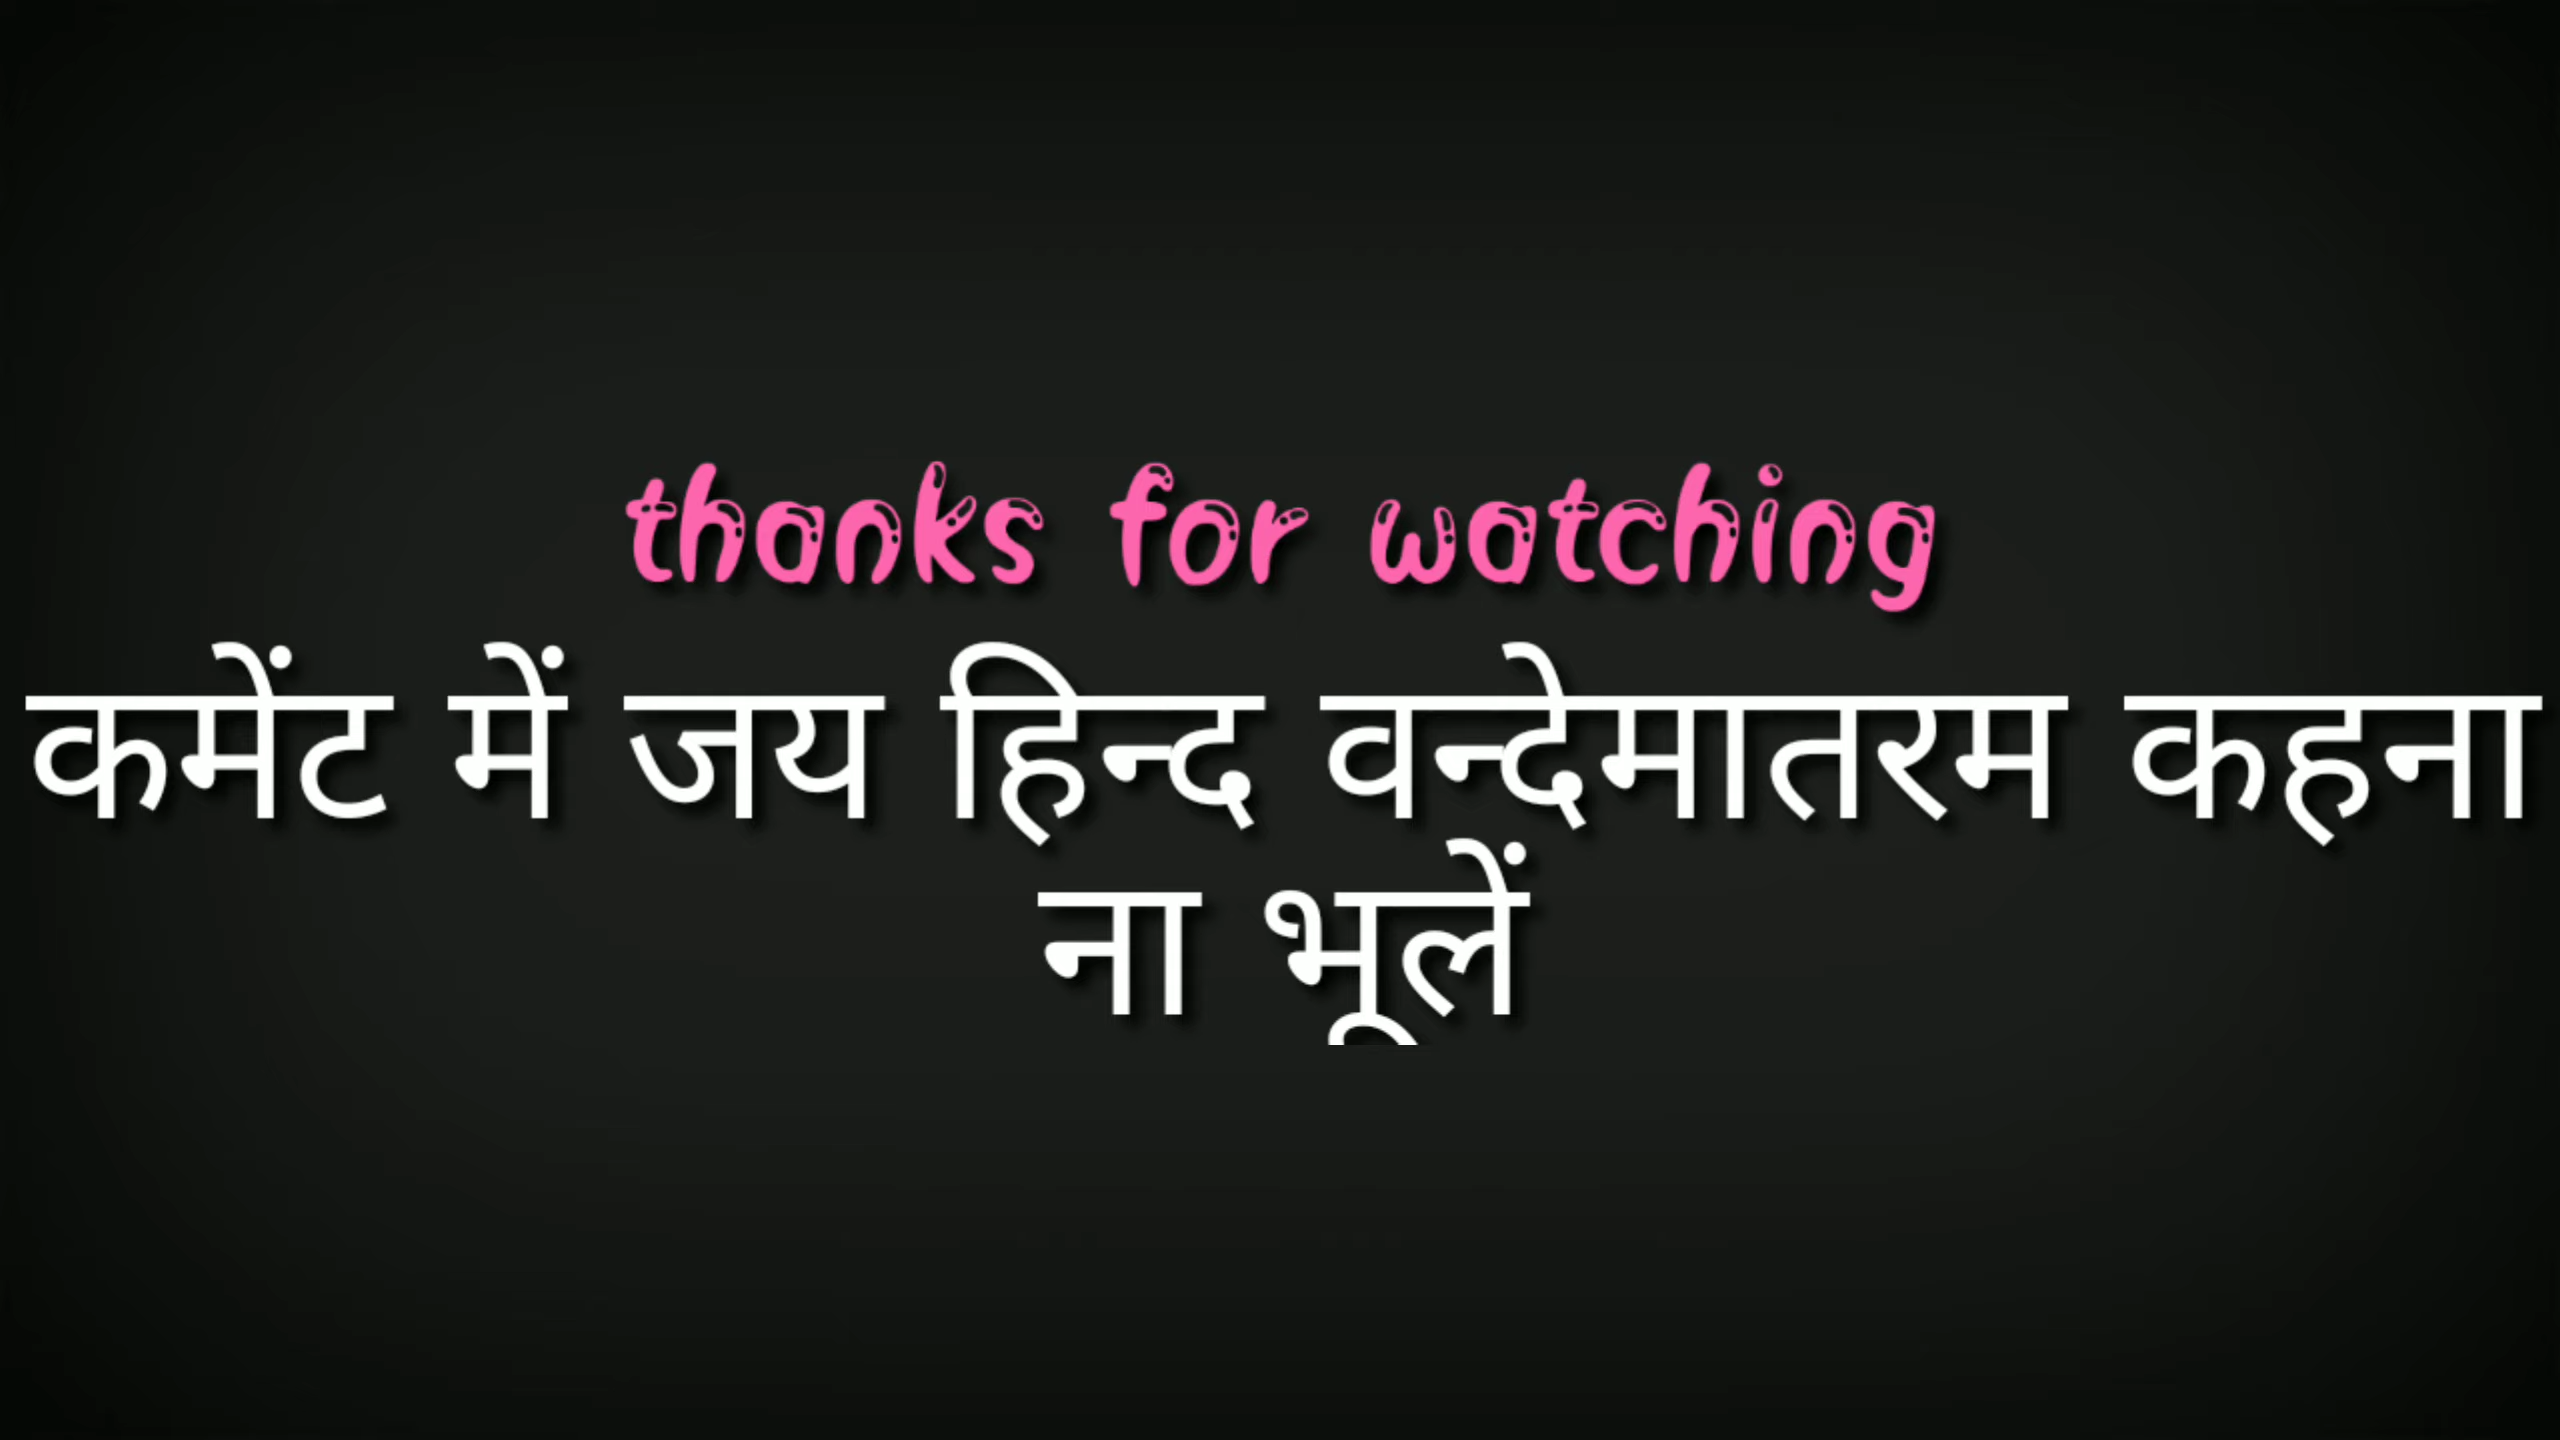 thanks for watching
कमेंट में जय हिन्द वन्देमातरम कहना
ना भूलें